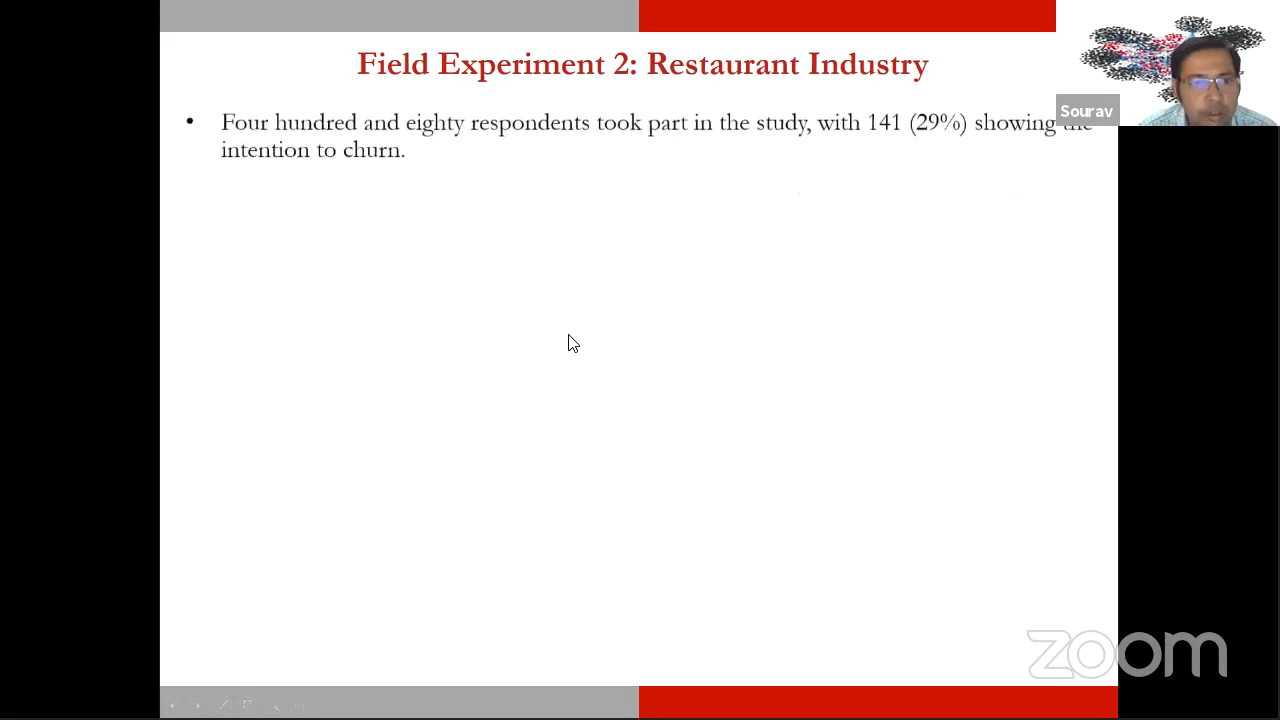 Field Experiment 2: Restaurant Industry
Sourav
• Four hundred and eighty respondents took part in the study, with 141 (29%) showing the
intention to churn.
zoom